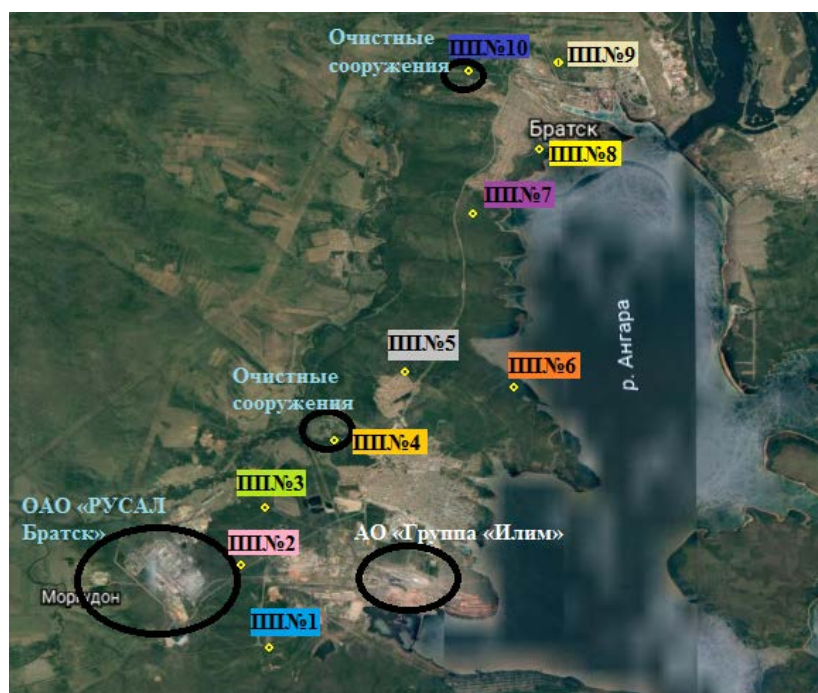 Очистные
сооружения
ПП№10
ПП№9
Братск
ПП№8
ПП№7
р. Ангара
ПП№5
ПП№6
Очистные
сооружения
ПП№4
ПП№3
ОАО «РУСАЛ
Братск»
АО «Группа «Илим»
ПП№2
ПП№1